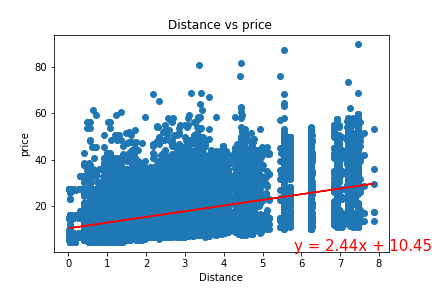 Distance vs price
price
80
60
40
20
0 1 2 3 4 5 6 7 8
Distance
y = 2.44x + 10.45